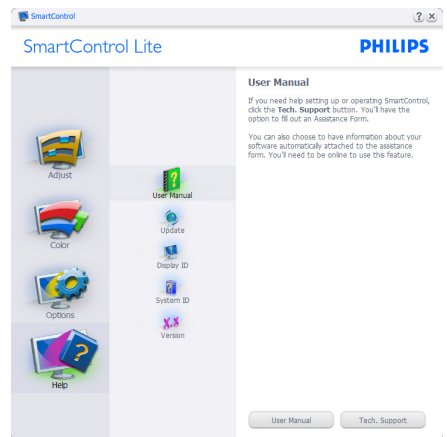 SmartControl
? x
SmartControl Lite
PHILIPS
Adjust
Color
Options
Help
User Manual
Update
Display ID
System ID
Version
User Manual
If you need help setting up or operating SmartControl,
click the Tech. Support button. You'll have the
option to fill out an Assistance Form.
You can also choose to have information about your
software automatically attached to the assistance
form. You'll need to be online to use this feature.
User Manual
Tech. Support